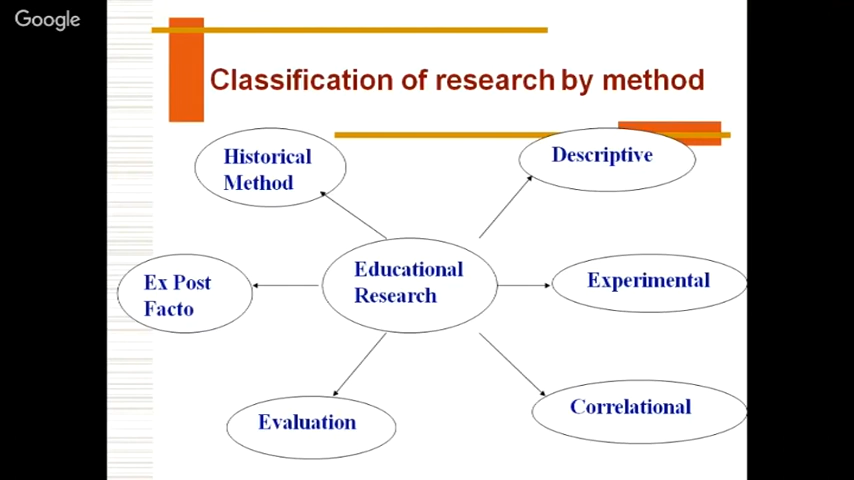 Google
Classification of research by method
Historical
Method
Descriptive
Ex Post
Facto
Educational
Research
Experimental
Evaluation
Correlational